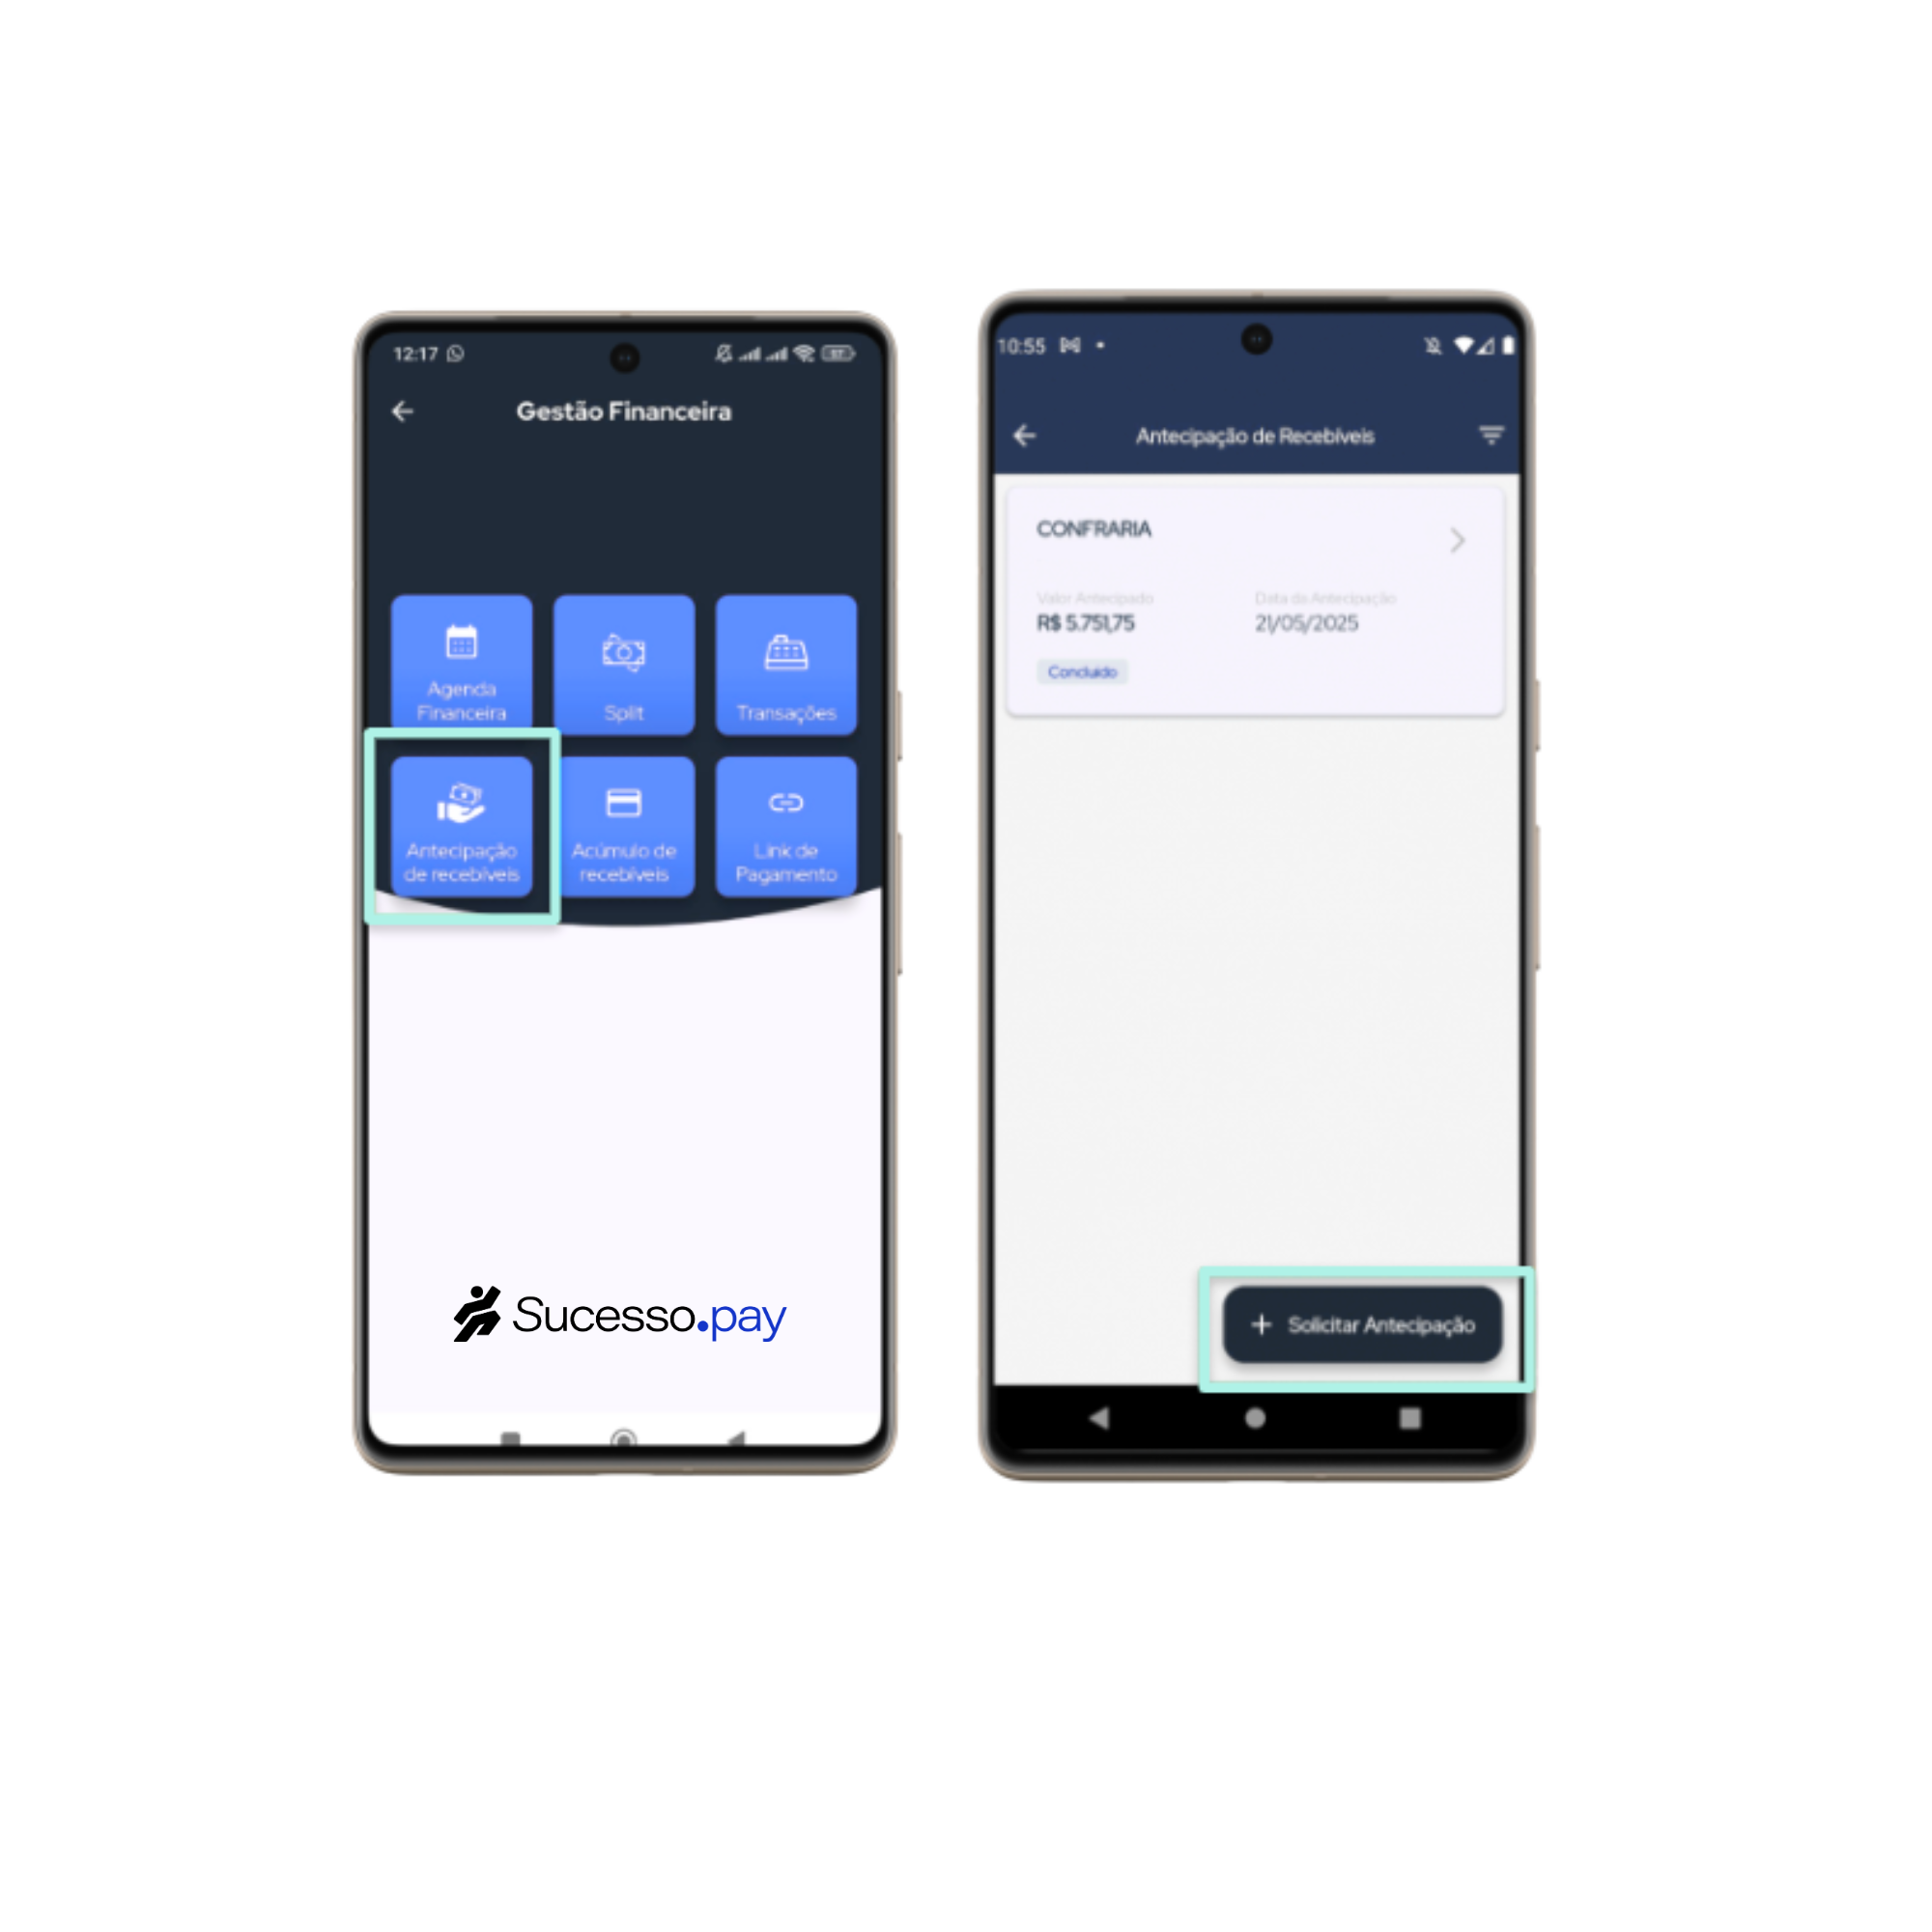 12:17
Gestão Financeira
Agenda
Financeira
Split
Transações
Antecipação
de recebíveis
Acúmulo de
recebíveis
Link de
Pagamento
Sucesso.pay
10:55
Antecipação de Recebíveis
CONFRARIA
Valor Antecipado
Data da Antecipação
R$ 5.751,75
21/05/2025
Concluído
+ Solicitar Antecipação